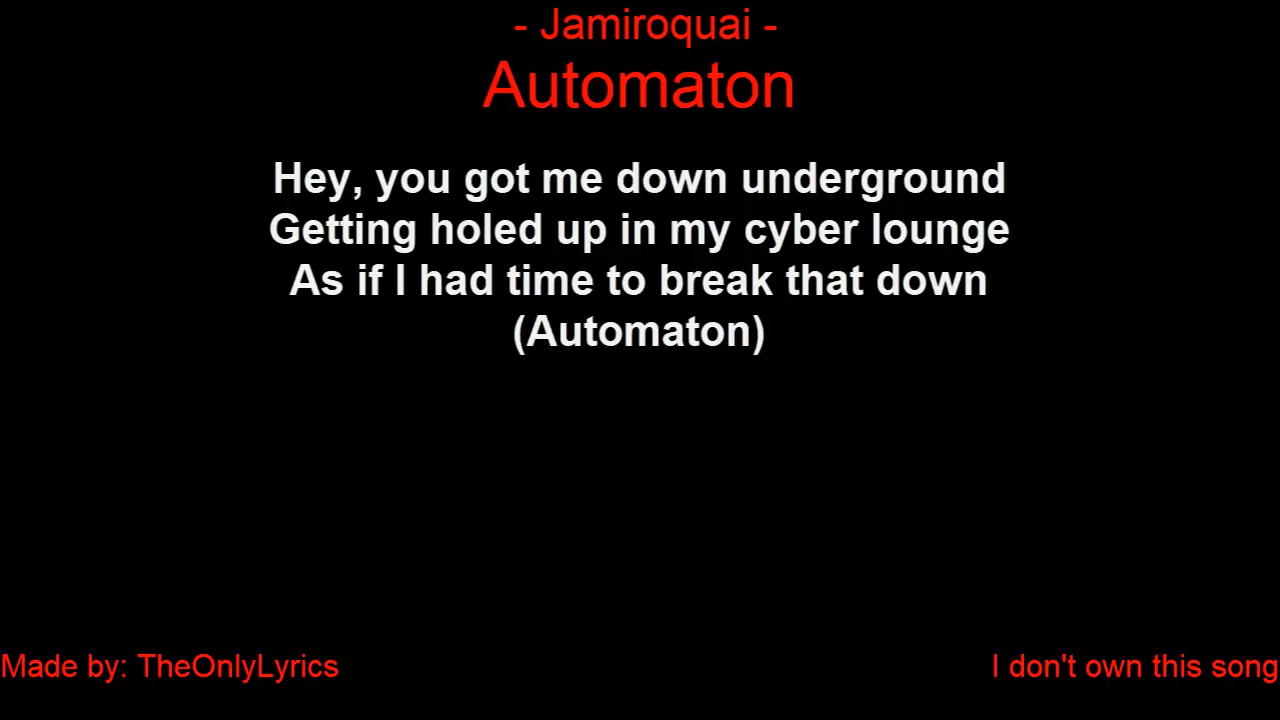 - Jamiroquai -
Automaton
Hey, you got me down underground
Getting holed up in my cyber lounge
As if I had time to break that down
(Automaton)
Made by: TheOnlyLyrics
I don't own this song